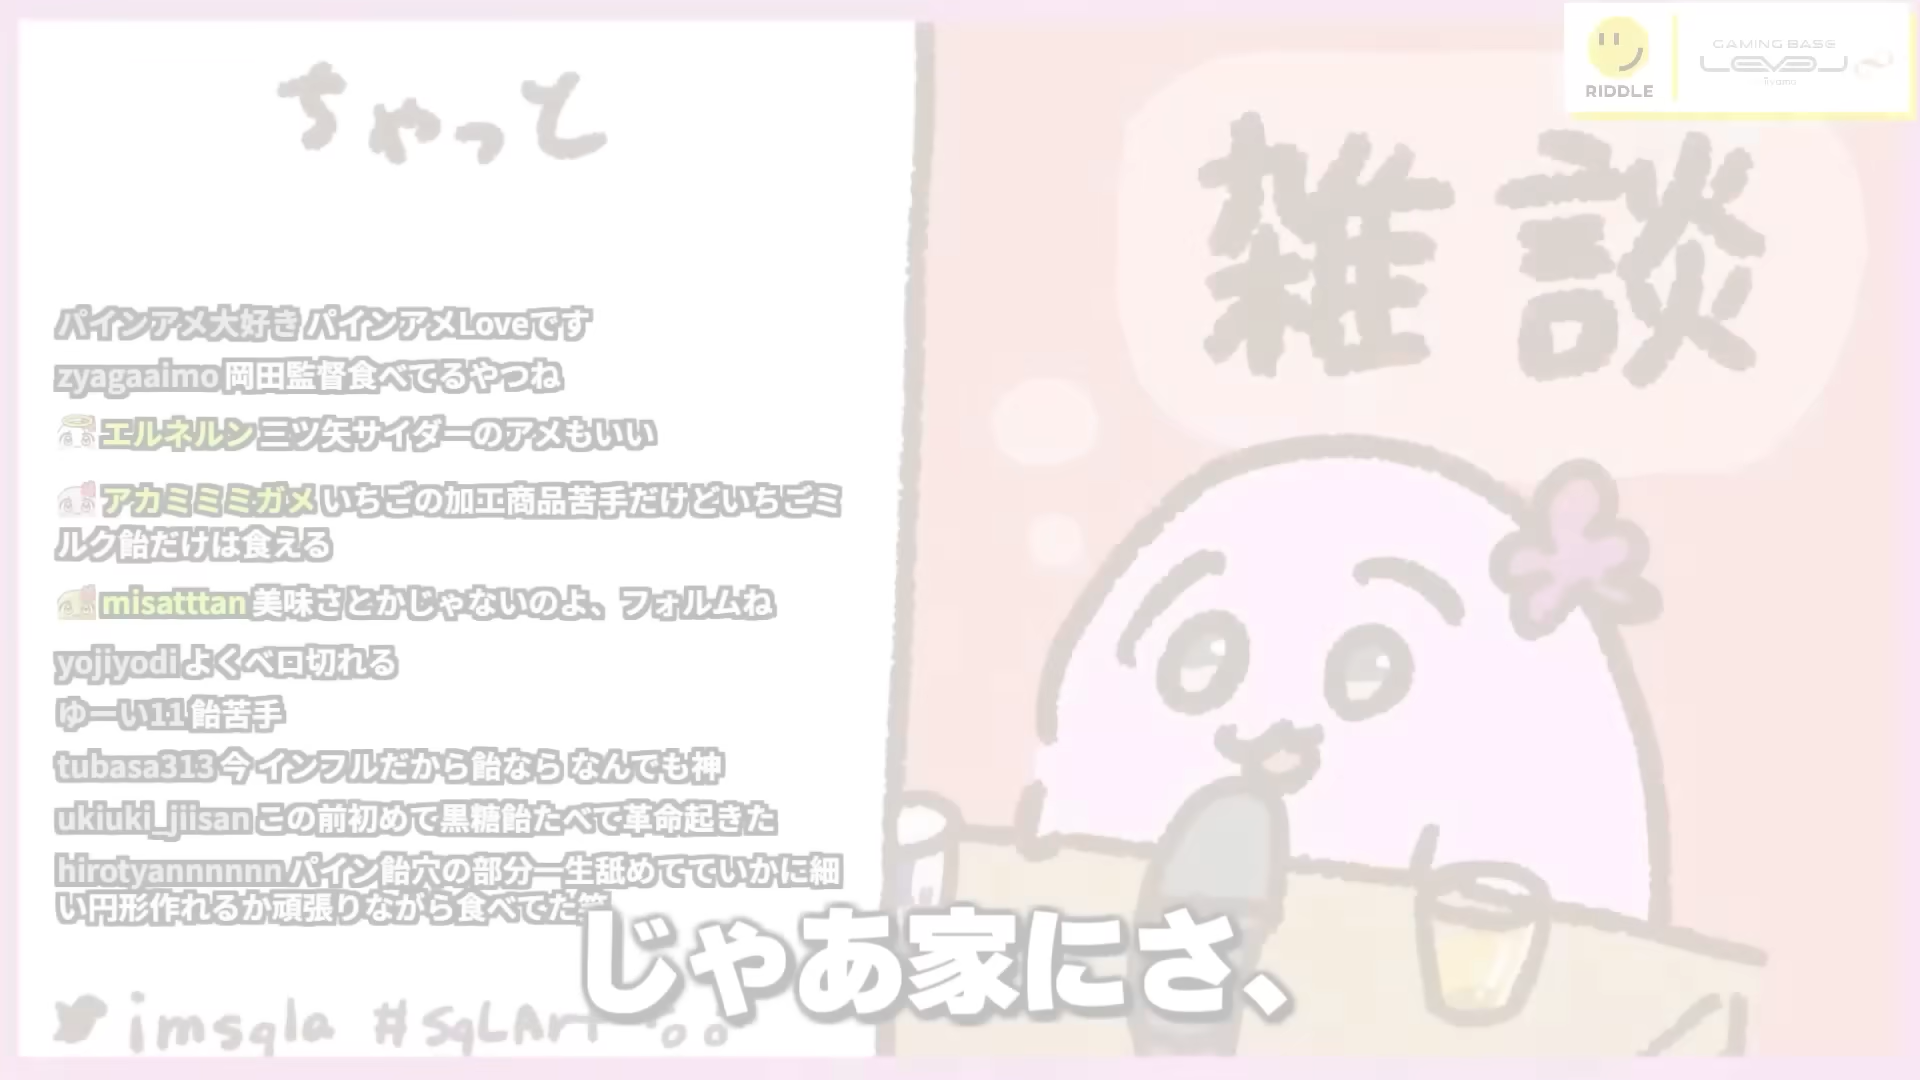 ちゃっと
パインアメ大好き パインアメLoveです
zyagaaimo 岡田監督食べてるやつね
エルネルン 三ツ矢サイダーのアメもいい
アカミミミガメ いちごの加工商品苦手だけどいちごミ
ルク飴だけは食える
misatttan 美味さとかじゃないのよ、フォルムね
yojiyodi よくベロ切れる
ゆーい11 飴苦手
tubasa313 今 インフルだから飴なら なんでも神
ukiuki_jiisan この前初めて黒糖飴たべて革命起きた
hirotyannnnnn パイン飴穴の部分一生舐めてていかに細
い円形作れるか頑張りながら食べてた笑
imsqla #sqLArt
雑談
RIDDLE
GAMING BASE
LEVEL∞
iiyama
じゃあ家にさ、